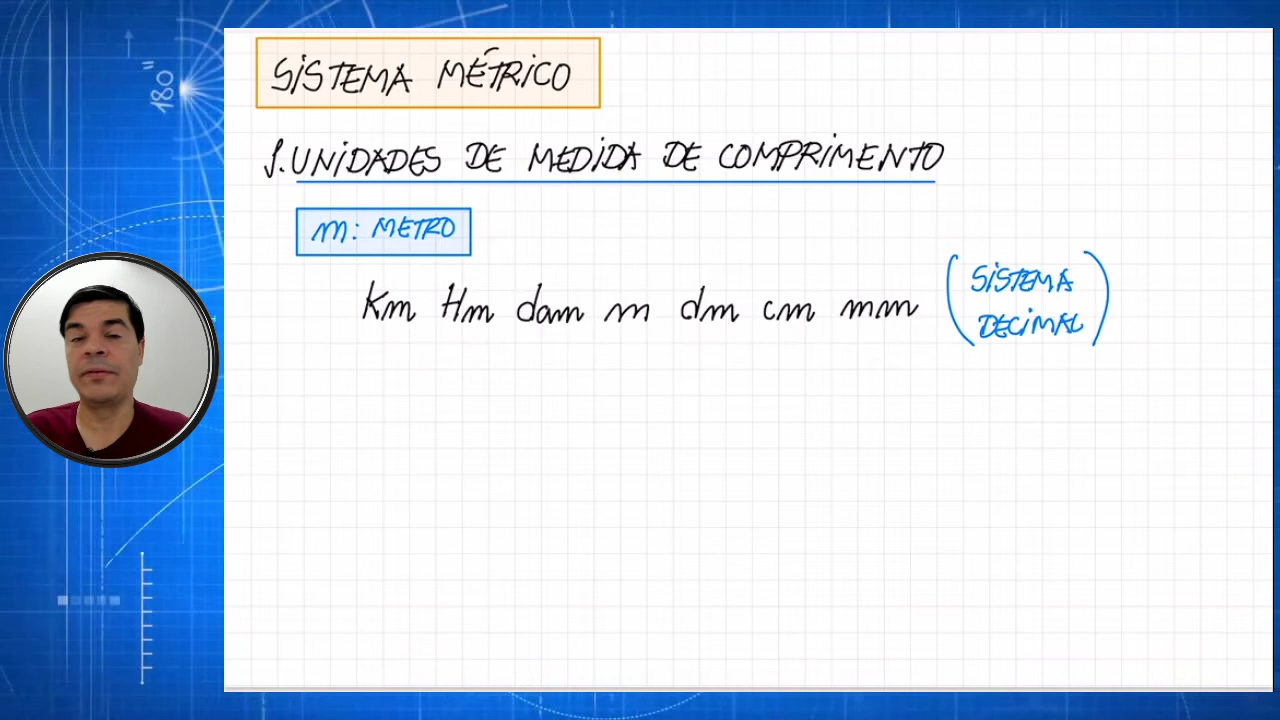 180"
SISTEMA MÉTRICO
1. UNIDADES DE MEDIDA DE COMPRIMENTO
m: METRO
Km Hm dam m dm cm mm (SISTEMA
DECIMAL)